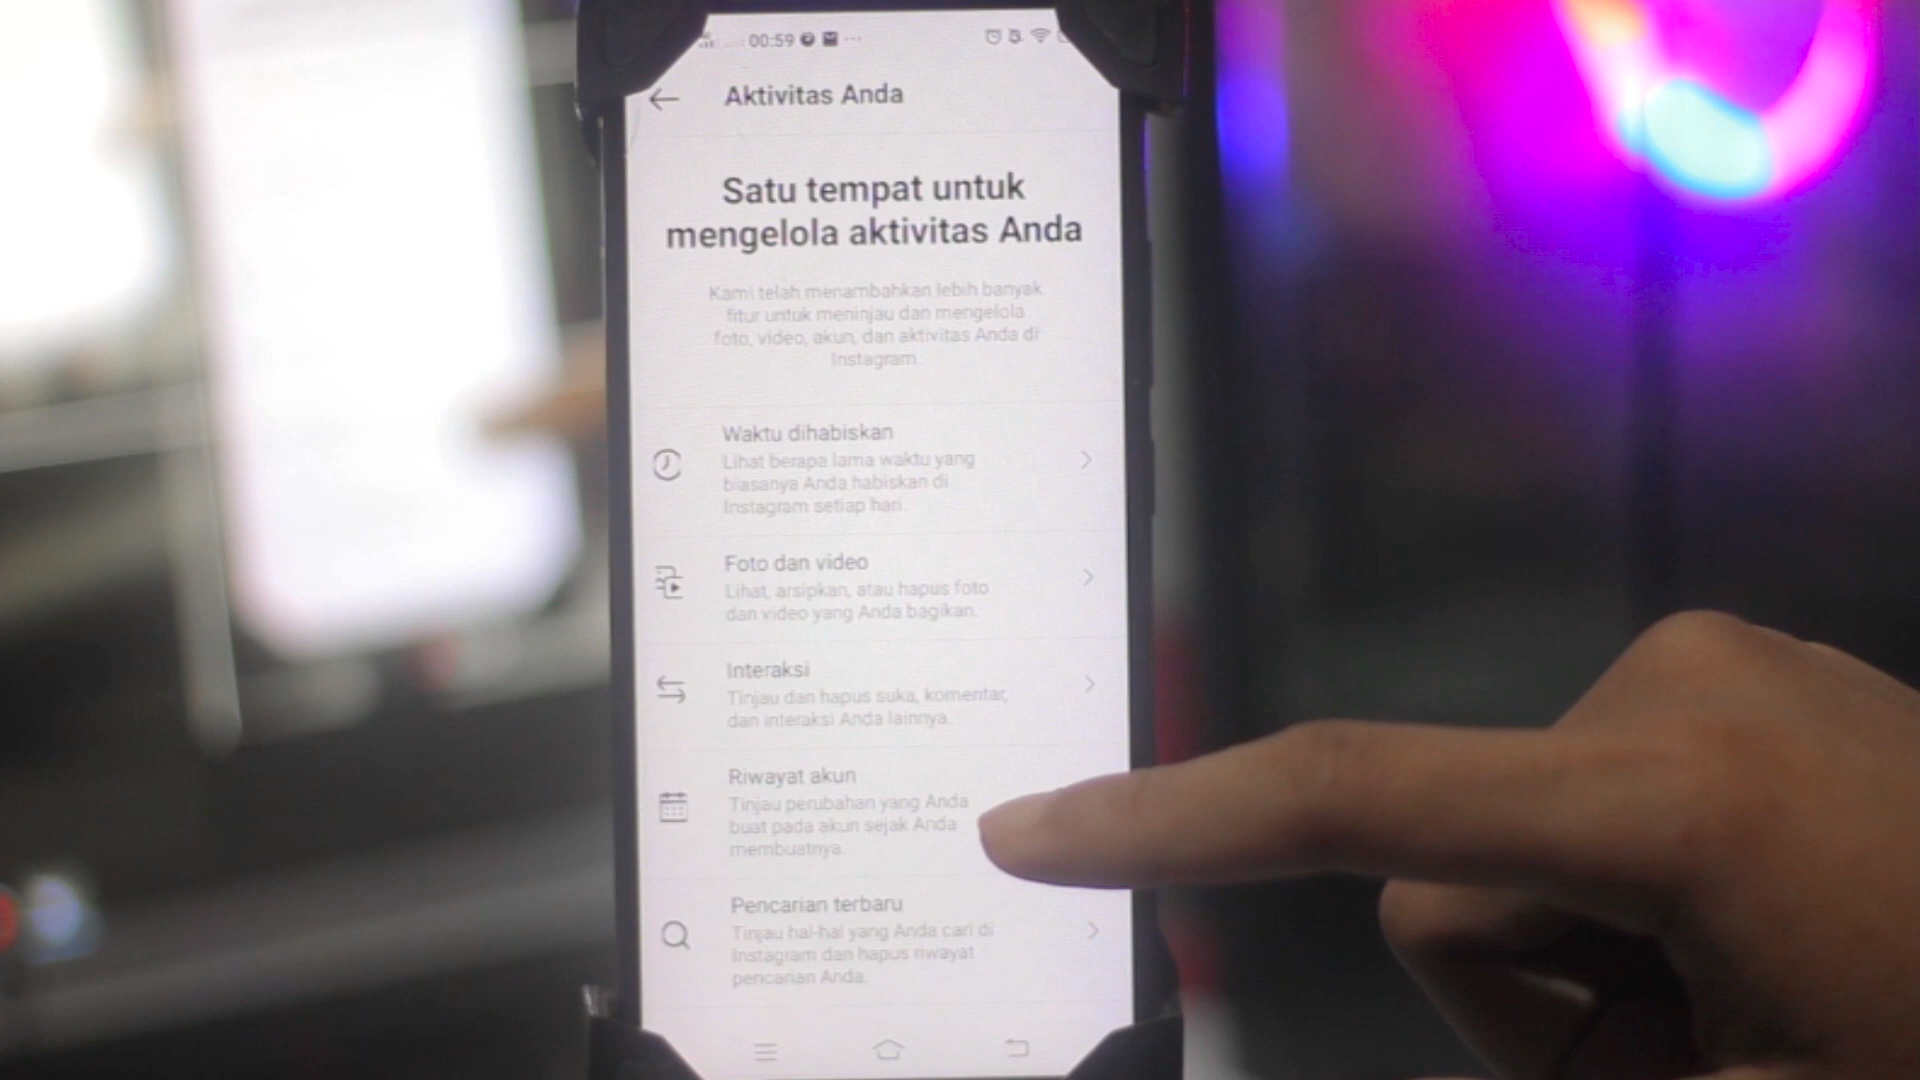 00:59
Aktivitas Anda
Satu tempat untuk
mengelola aktivitas Anda
Kami telah menambahkan lebih banyak
fitur untuk meninjau dan mengelola
foto, video, akun, dan aktivitas Anda di
Instagram.
Waktu dihabiskan
Lihat berapa lama waktu yang
biasanya Anda habiskan di
Instagram setiap hari.
Foto dan video
Lihat, arsipkan, atau hapus foto
dan video yang Anda bagikan.
Interaksi
Tinjau dan hapus suka, komentar,
dan interaksi Anda lainnya.
Riwayat akun
Tinjau perubahan yang Anda
buat pada akun sejak Anda
membuatnya.
Pencarian terbaru
Tinjau hal-hal yang Anda cari di
Instagram dan hapus riwayat
pencarian Anda.